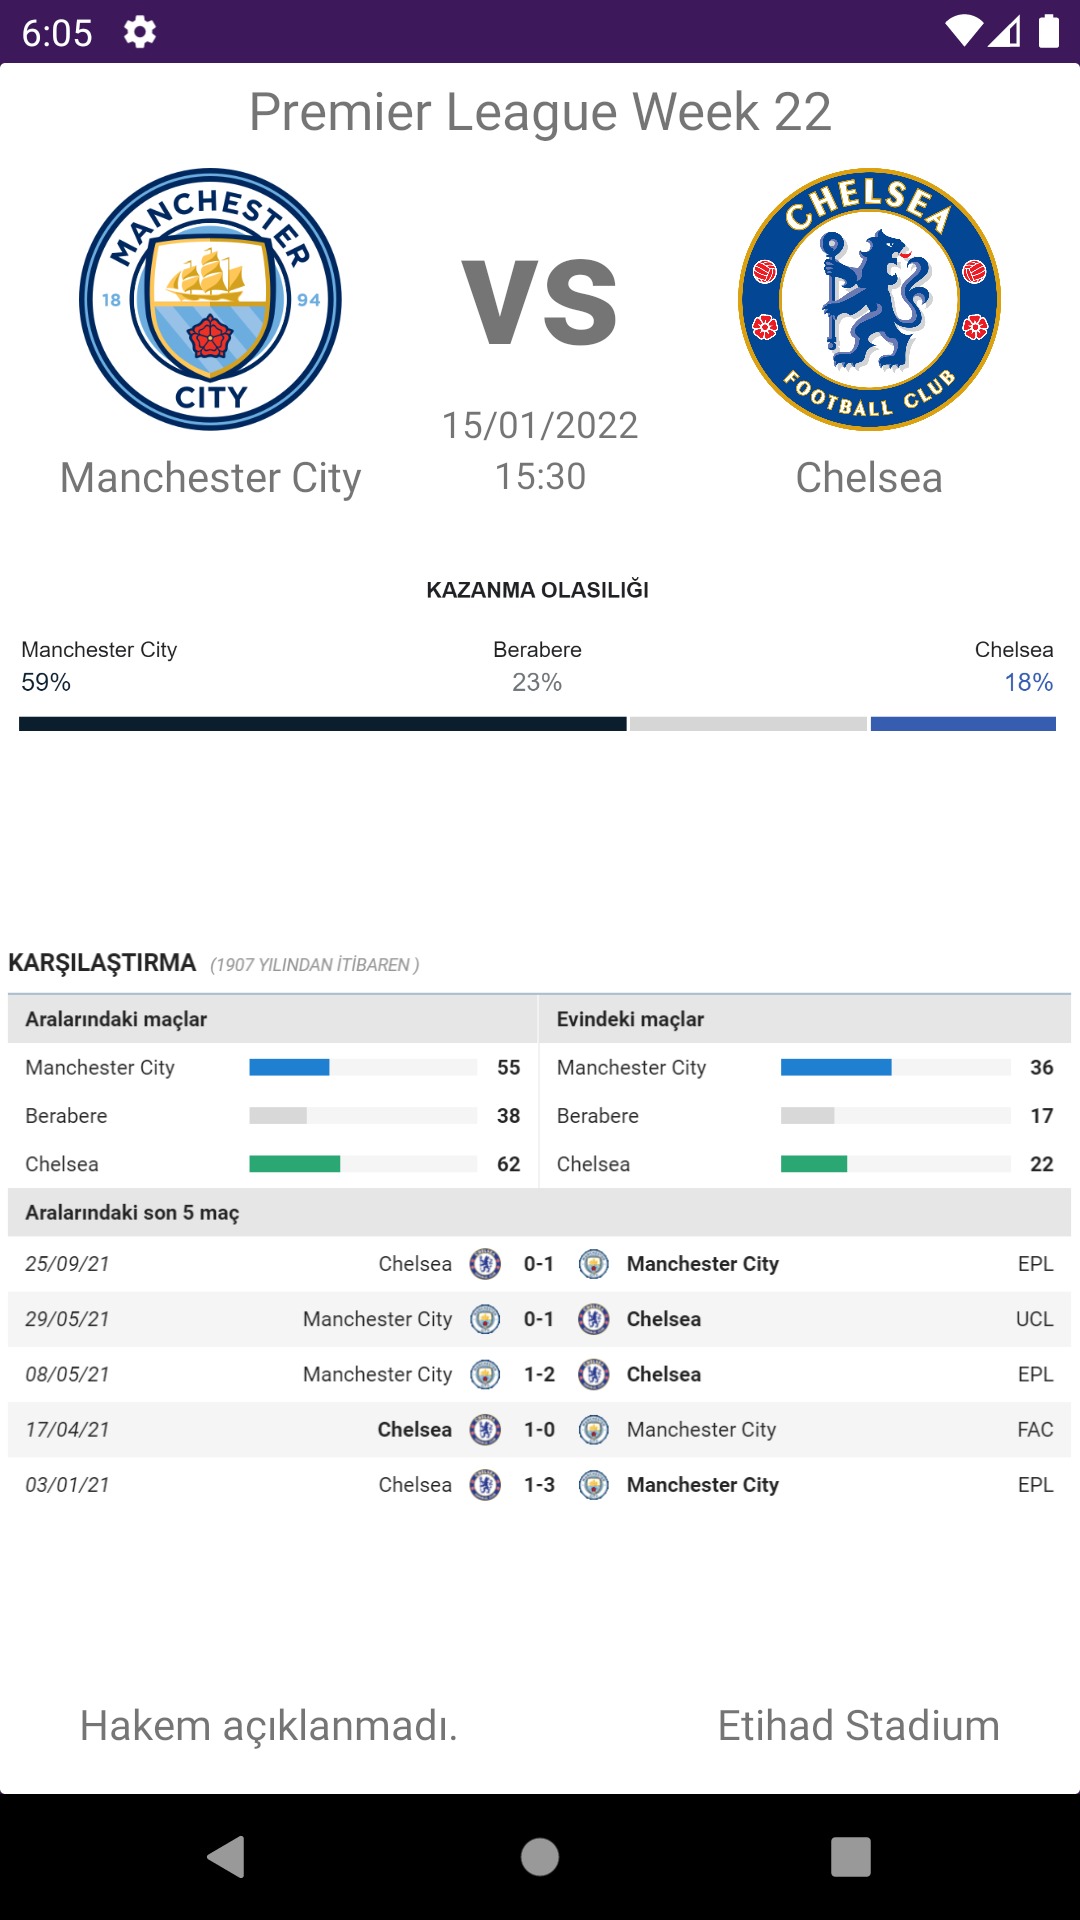 6:05
Premier League Week 22
MANCHESTER
18 94
CITY
VS
CHELSEA
FOOTBALL CLUB
15/01/2022
15:30
Manchester City
Chelsea
KAZANMA OLASILIĞI
Manchester City Berabere Chelsea
59% 23% 18%
KARŞILAŞTIRMA (1907 YILINDAN İTİBAREN )
Aralarındaki maçlar Evindeki maçlar
Manchester City 55 Manchester City 36
Berabere 38 Berabere 17
Chelsea 62 Chelsea 22
Aralarındaki son 5 maç
25/09/21 Chelsea 0-1 Manchester City EPL
29/05/21 Manchester City 0-1 Chelsea UCL
08/05/21 Manchester City 1-2 Chelsea EPL
17/04/21 Chelsea 1-0 Manchester City FAC
03/01/21 Chelsea 1-3 Manchester City EPL
Hakem açıklanmadı. Etihad Stadium